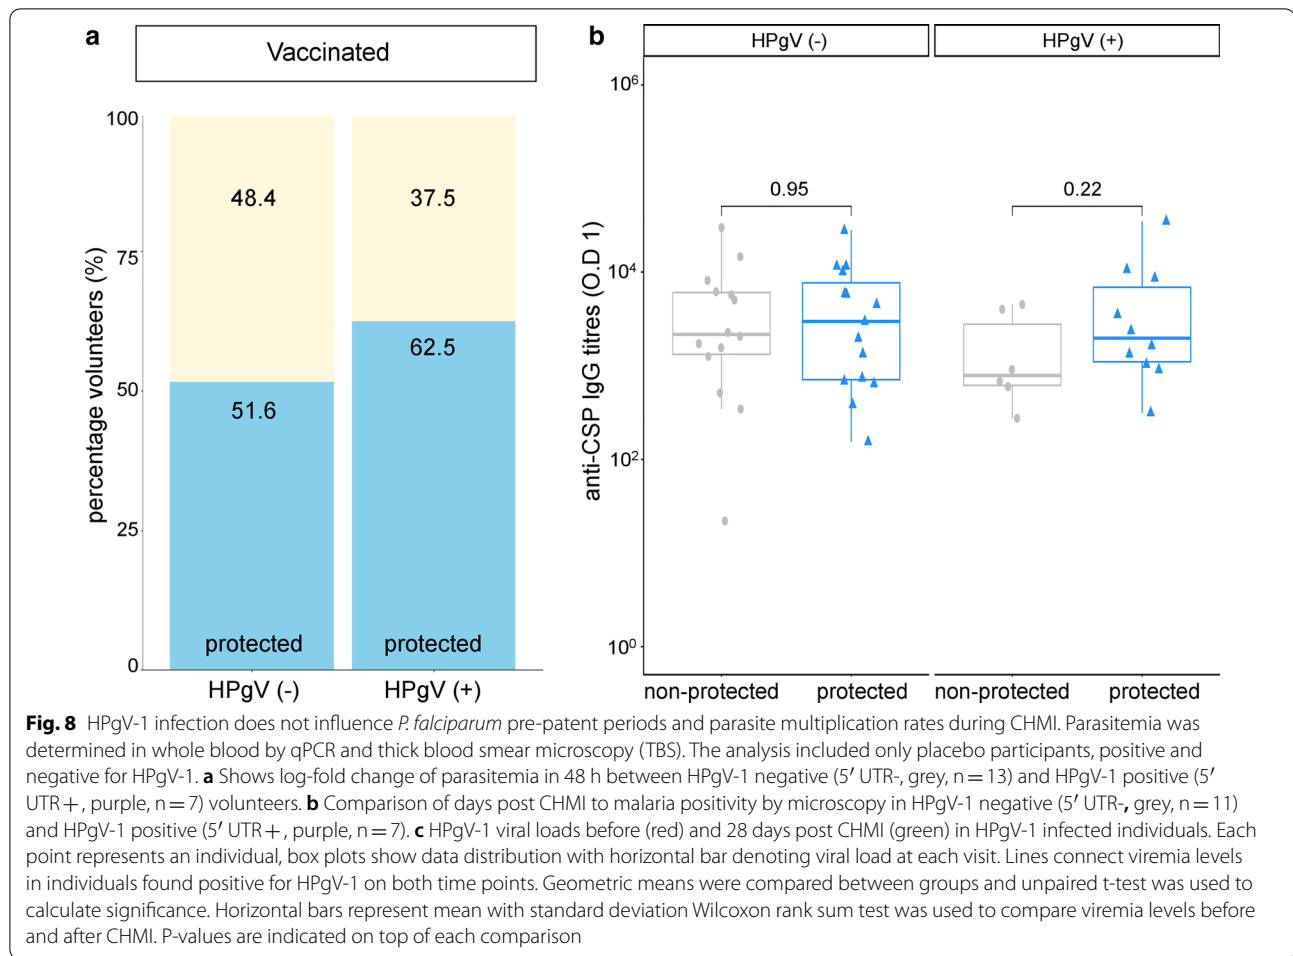 a
Vaccinated
100
75
50
25
0
percentage volunteers (%)
48.4
37.5
51.6
62.5
protected
protected
HPgV (-)
HPgV (+)
b
HPgV (-)
HPgV (+)
10⁶
10⁴
10²
10⁰
anti-CSP IgG titres (O.D 1)
0.95
0.22
non-protected
protected
non-protected
protected
Fig. 8 HPgV-1 infection does not influence P. falciparum pre-patent periods and parasite multiplication rates during CHMI. Parasitemia was
determined in whole blood by qPCR and thick blood smear microscopy (TBS). The analysis included only placebo participants, positive and
negative for HPgV-1. a Shows log-fold change of parasitemia in 48 h between HPgV-1 negative (5′ UTR-, grey, n = 13) and HPgV-1 positive (5′
UTR +, purple, n = 7) volunteers. b Comparison of days post CHMI to malaria positivity by microscopy in HPgV-1 negative (5′ UTR-, grey, n = 11)
and HPgV-1 positive (5′ UTR +, purple, n = 7). c HPgV-1 viral loads before (red) and 28 days post CHMI (green) in HPgV-1 infected individuals. Each
point represents an individual, box plots show data distribution with horizontal bar denoting viral load at each visit. Lines connect viremia levels
in individuals found positive for HPgV-1 on both time points. Geometric means were compared between groups and unpaired t-test was used to
calculate significance. Horizontal bars represent mean with standard deviation Wilcoxon rank sum test was used to compare viremia levels before
and after CHMI. P-values are indicated on top of each comparison